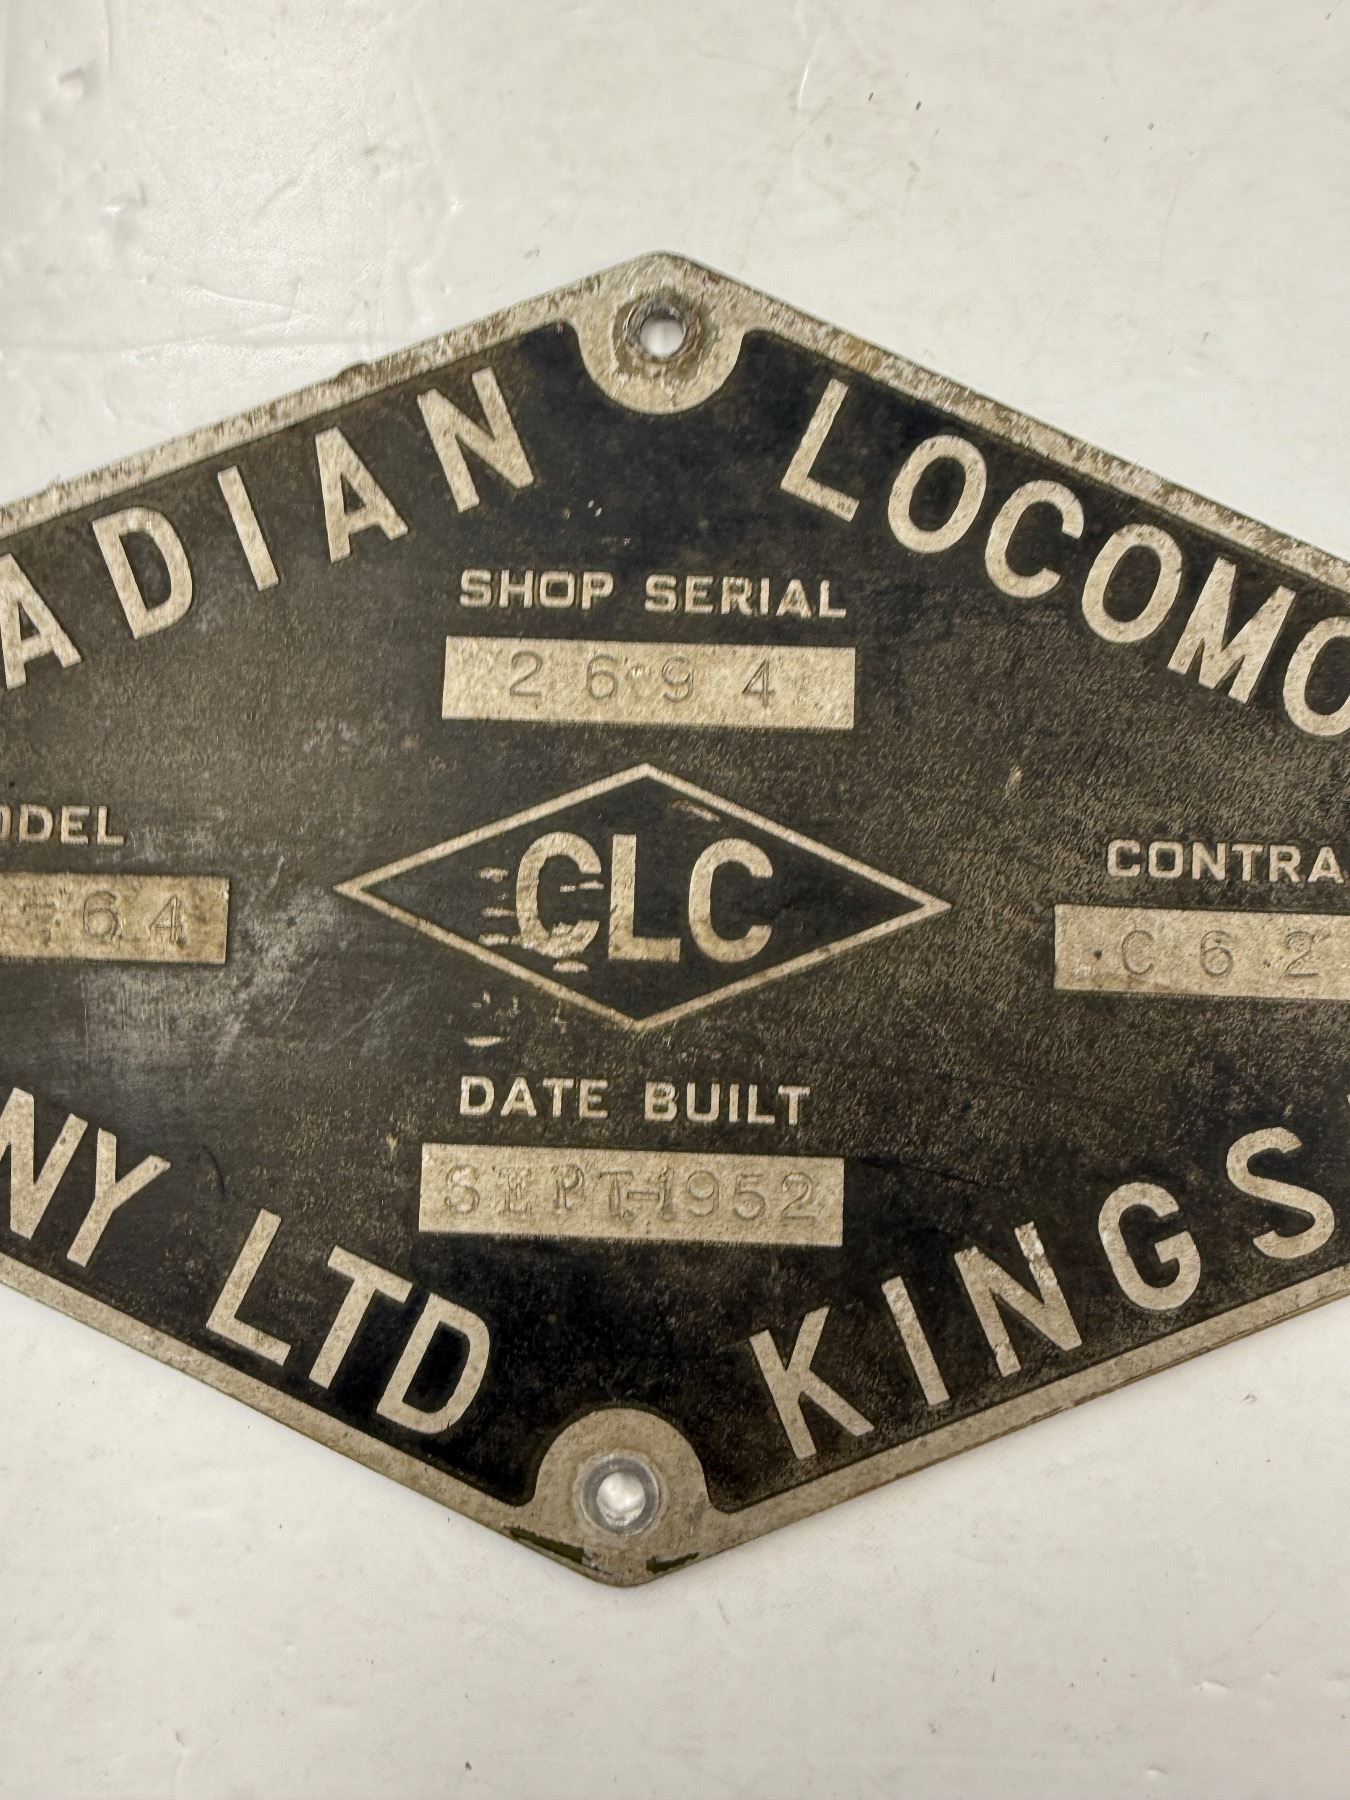 ADIAN LOCOMO
SHOP SERIAL
2694
ODEL
-64
CLC
CONTRA
C62
DATE BUILT
SEPT-1952
NY LTD KINGS